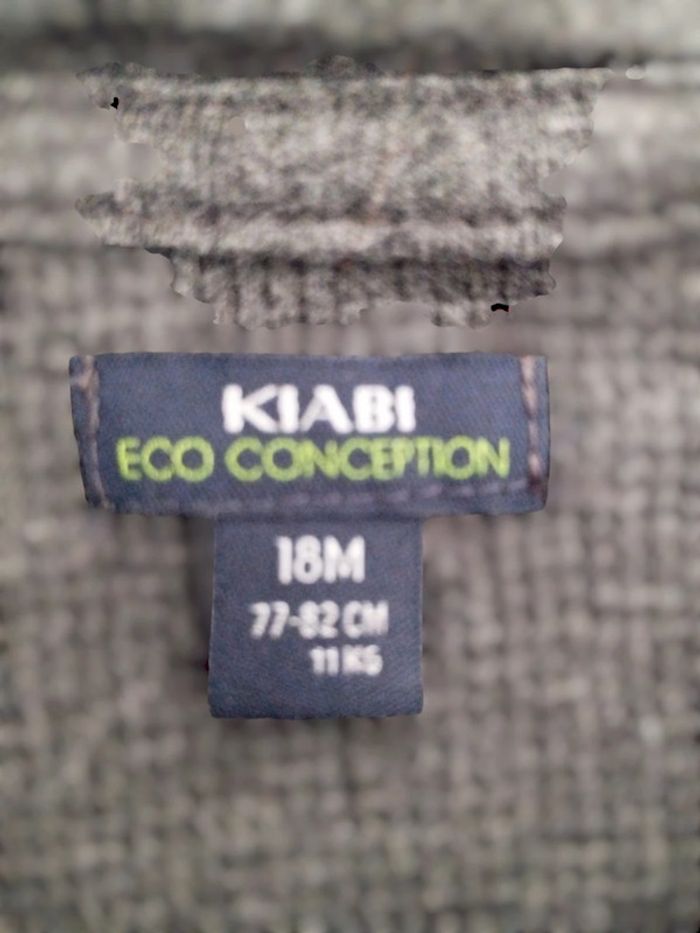 KIABI
ECO CONCEPTION
18M
77-82 CM
11 KG